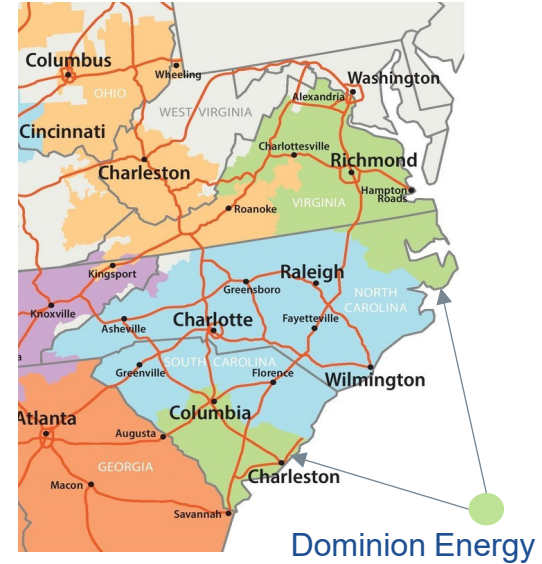 Columbus
Wheeling
Washington
OHIO
Alexandria
WEST VIRGINIA
Cincinnati
Charlottesville
Richmond
Charleston
Hampton
Roads
VIRGINIA
Roanoke
Kingsport
Raleigh
Greensboro
NORTH
CAROLINA
Knoxville
Charlotte
Fayetteville
Asheville
a
SOUTH CAROLINA
Greenville
Florence
Wilmington
Columbia
Atlanta
Augusta
GEORGIA
Charleston
Macon
Savannah
Dominion Energy